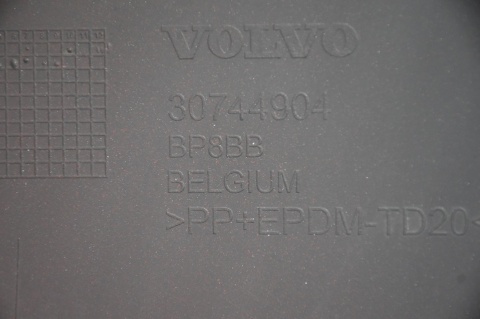 VOLVO
30744904
BP8BB
BELGIUM
>PP+EPDM-TD20<